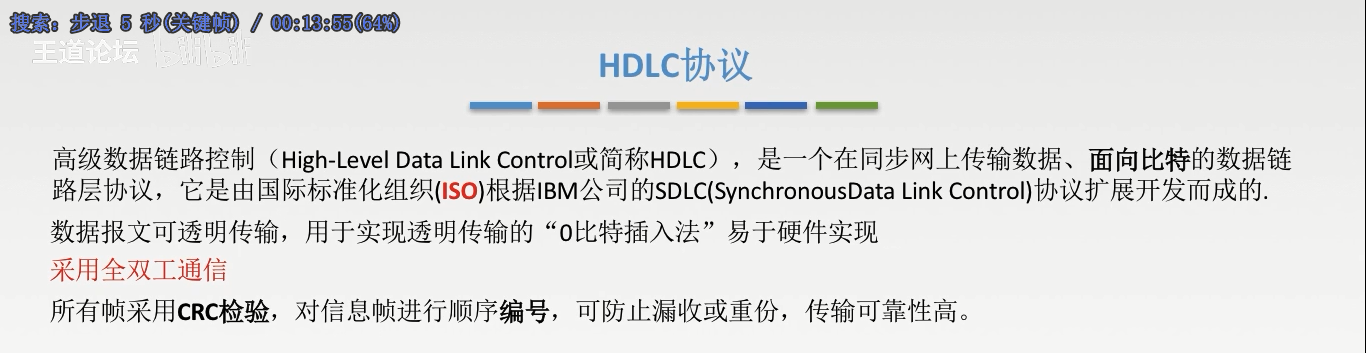 搜索：步退 5 秒(关键帧) / 00:13:55(64%)
王道论坛 bilibili
HDLC协议
高级数据链路控制（High-Level Data Link Control或简称HDLC），是一个在同步网上传输数据、面向比特的数据链
路层协议，它是由国际标准化组织(ISO)根据IBM公司的SDLC(SynchronousData Link Control)协议扩展开发而成的.
数据报文可透明传输，用于实现透明传输的“0比特插入法”易于硬件实现
采用全双工通信
所有帧采用CRC检验，对信息帧进行顺序编号，可防止漏收或重份，传输可靠性高。